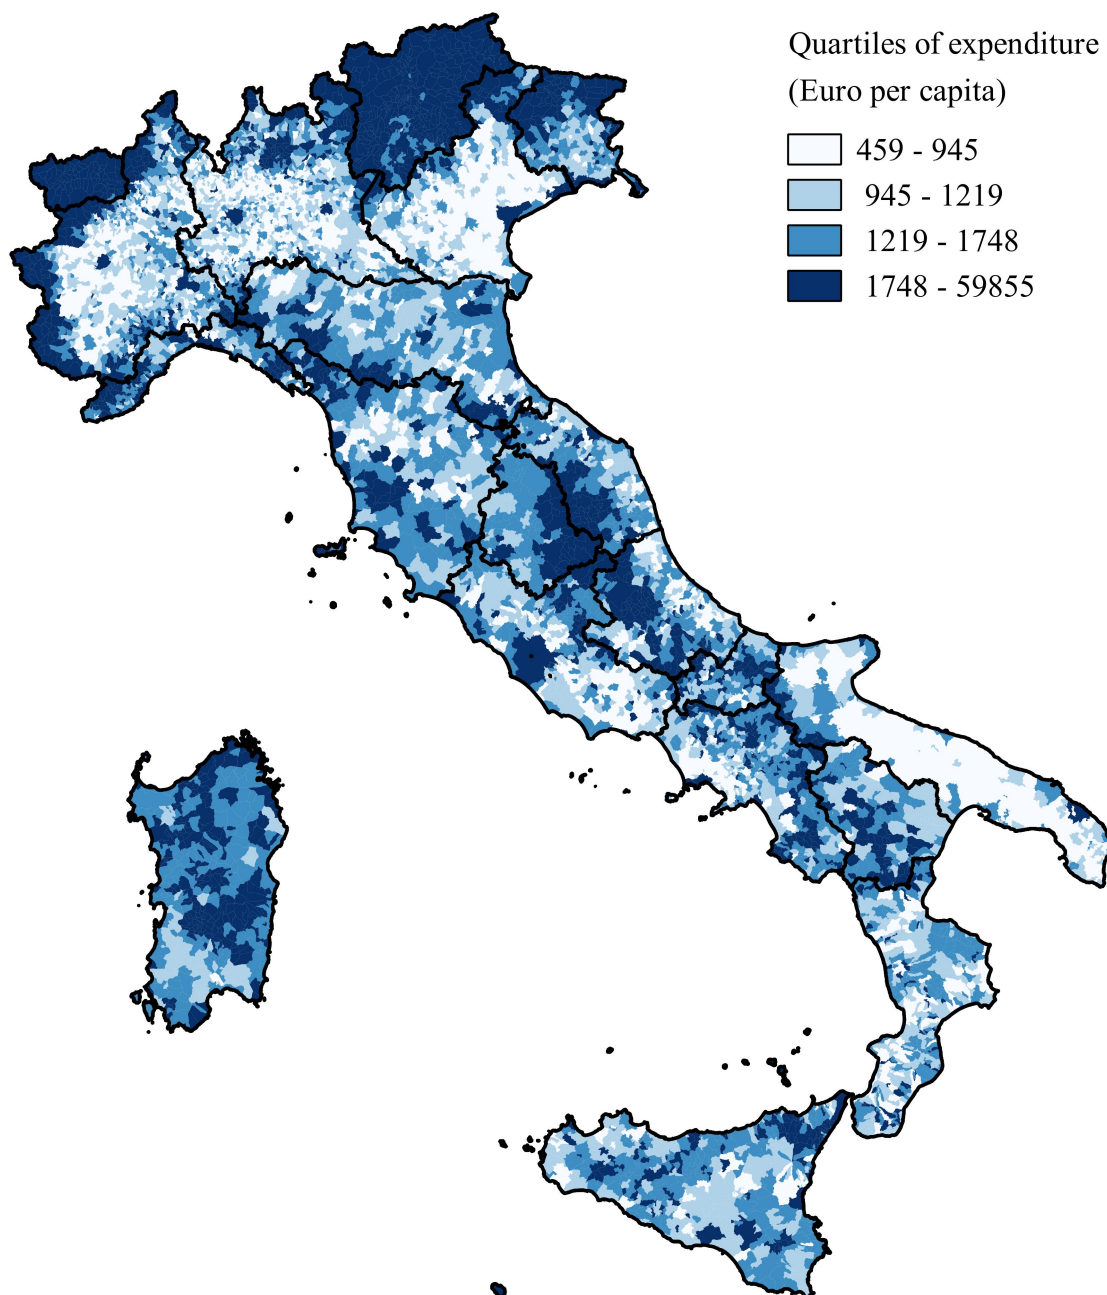 Quartiles of expenditure
(Euro per capita)
459 - 945
945 - 1219
1219 - 1748
1748 - 59855